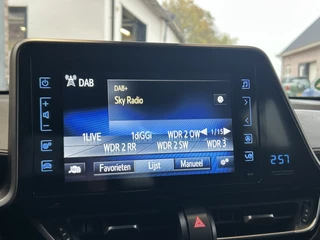 DAB
DAB+
Sky Radio
1LIVE 1diGGi WDR 2 OW 1/15
WDR 2 RR WDR 2 SW WDR 3
Favorieten Lijst Manueel
2:57